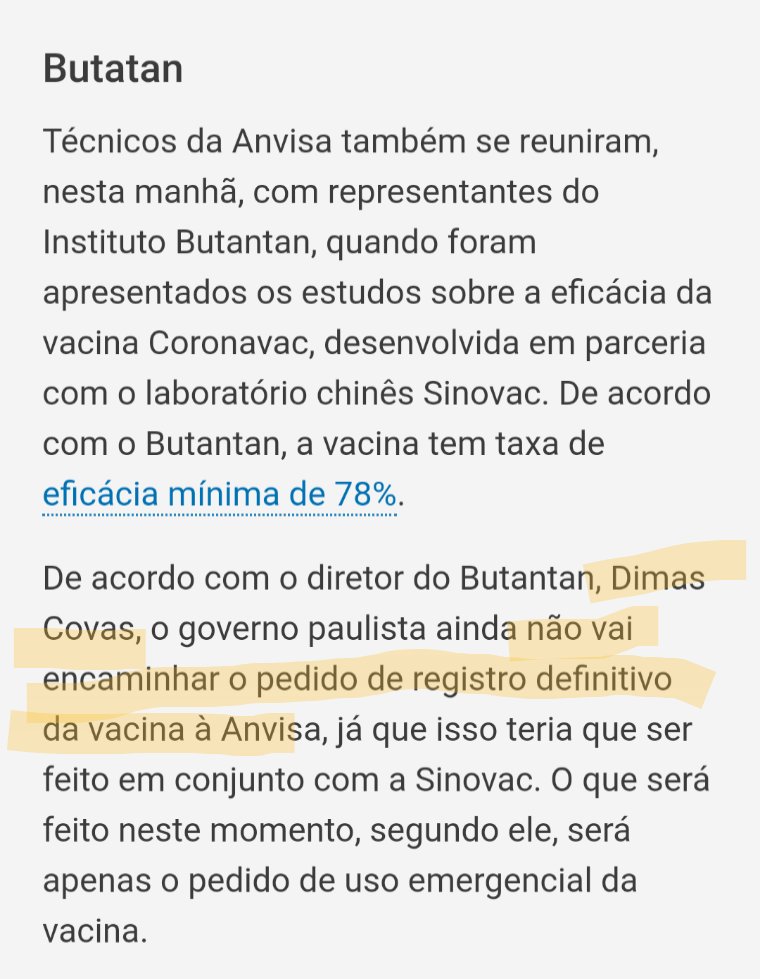 Butatan
Técnicos da Anvisa também se reuniram,
nesta manhã, com representantes do
Instituto Butantan, quando foram
apresentados os estudos sobre a eficácia da
vacina Coronavac, desenvolvida em parceria
com o laboratório chinês Sinovac. De acordo
com o Butantan, a vacina tem taxa de
eficácia mínima de 78%.
De acordo com o diretor do Butantan, Dimas
Covas, o governo paulista ainda não vai
encaminhar o pedido de registro definitivo
da vacina à Anvisa, já que isso teria que ser
feito em conjunto com a Sinovac. O que será
feito neste momento, segundo ele, será
apenas o pedido de uso emergencial da
vacina.